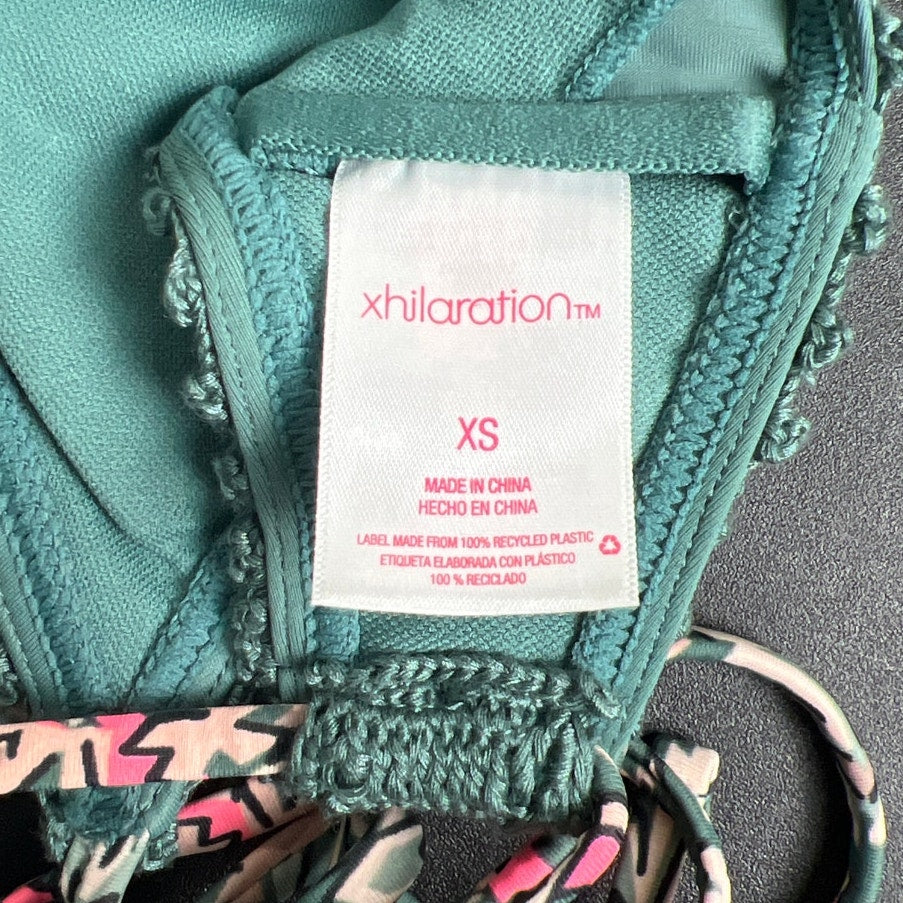 xhilaration™
XS
MADE IN CHINA
HECHO EN CHINA
LABEL MADE FROM 100% RECYCLED PLASTIC
ETIQUETA ELABORADA CON PLÁSTICO
100 % RECICLADO